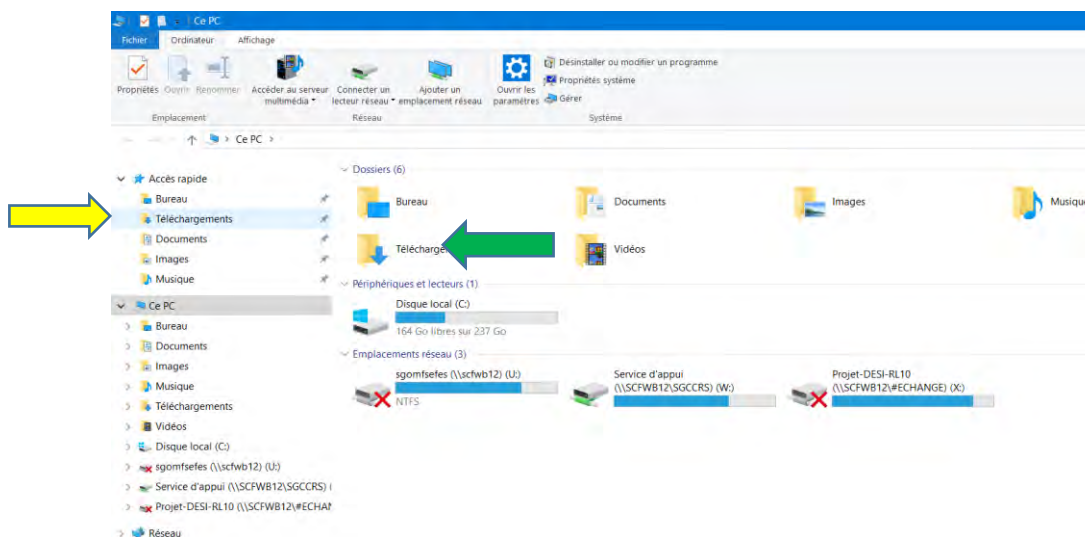 Ce PC
Fichier Ordinateur Affichage
Propriétés Ouvrir Renommer Accéder au serveur multimédia Connecter un lecteur réseau Ajouter un emplacement réseau Ouvrir les paramètres
Désinstaller ou modifier un programme
Propriétés système
Gérer
Emplacement Réseau Système
Ce PC
Accès rapide
Bureau
Téléchargements
Documents
Images
Musique
Ce PC
Bureau
Documents
Images
Musique
Téléchargements
Vidéos
Disque local (C:)
sgomfsefes (\\scfwb12) (U:)
Service d'appui (\\SCFWB12\SGCCRS) (
Projet-DESI-RL10 (\\SCFWB12\#ECHAN
Réseau
Dossiers (6)
Bureau Documents Images Musique
Vidéos
Périphériques et lecteurs (1)
Disque local (C:)
164 Go libres sur 237 Go
Emplacements réseau (3)
sgomfsefes (\\scfwb12) (U:)
NTFS
Service d'appui
(\\SCFWB12\SGCCRS) (W:)
Projet-DESI-RL10
(\\SCFWB12\#ECHANGE) (X:)